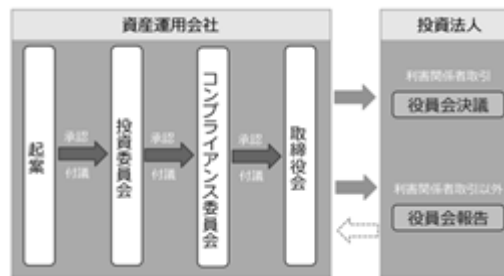 資産運用会社
起案
承認
付議
投資委員会
承認
付議
コンプライアンス委員会
承認
付議
取締役会
投資法人
利害関係者取引
役員会決議
利害関係者取引以外
役員会報告